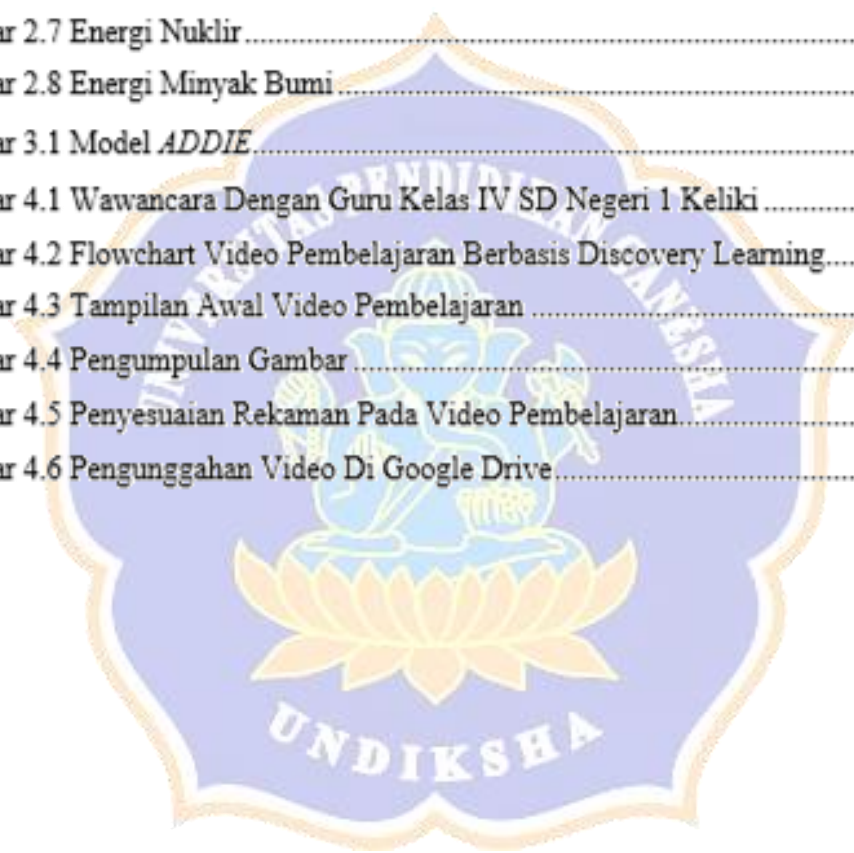 ar 2.7 Energi Nuklir
ar 2.8 Energi Minyak Bumi
ar 3.1 Model ADDIE
ar 4.1 Wawancara Dengan Guru Kelas IV SD Negeri 1 Keliki
ar 4.2 Flowchart Video Pembelajaran Berbasis Discovery Learning
ar 4.3 Tampilan Awal Video Pembelajaran
ar 4.4 Pengumpulan Gambar
ar 4.5 Penyesuaian Rekaman Pada Video Pembelajaran
ar 4.6 Pengunggahan Video Di Google Drive
UNIVERSITAS PENDIDIKAN GANESHA
UNDIKSHA